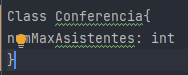 Class Conferencia{
numMaxAsistentes: int
}